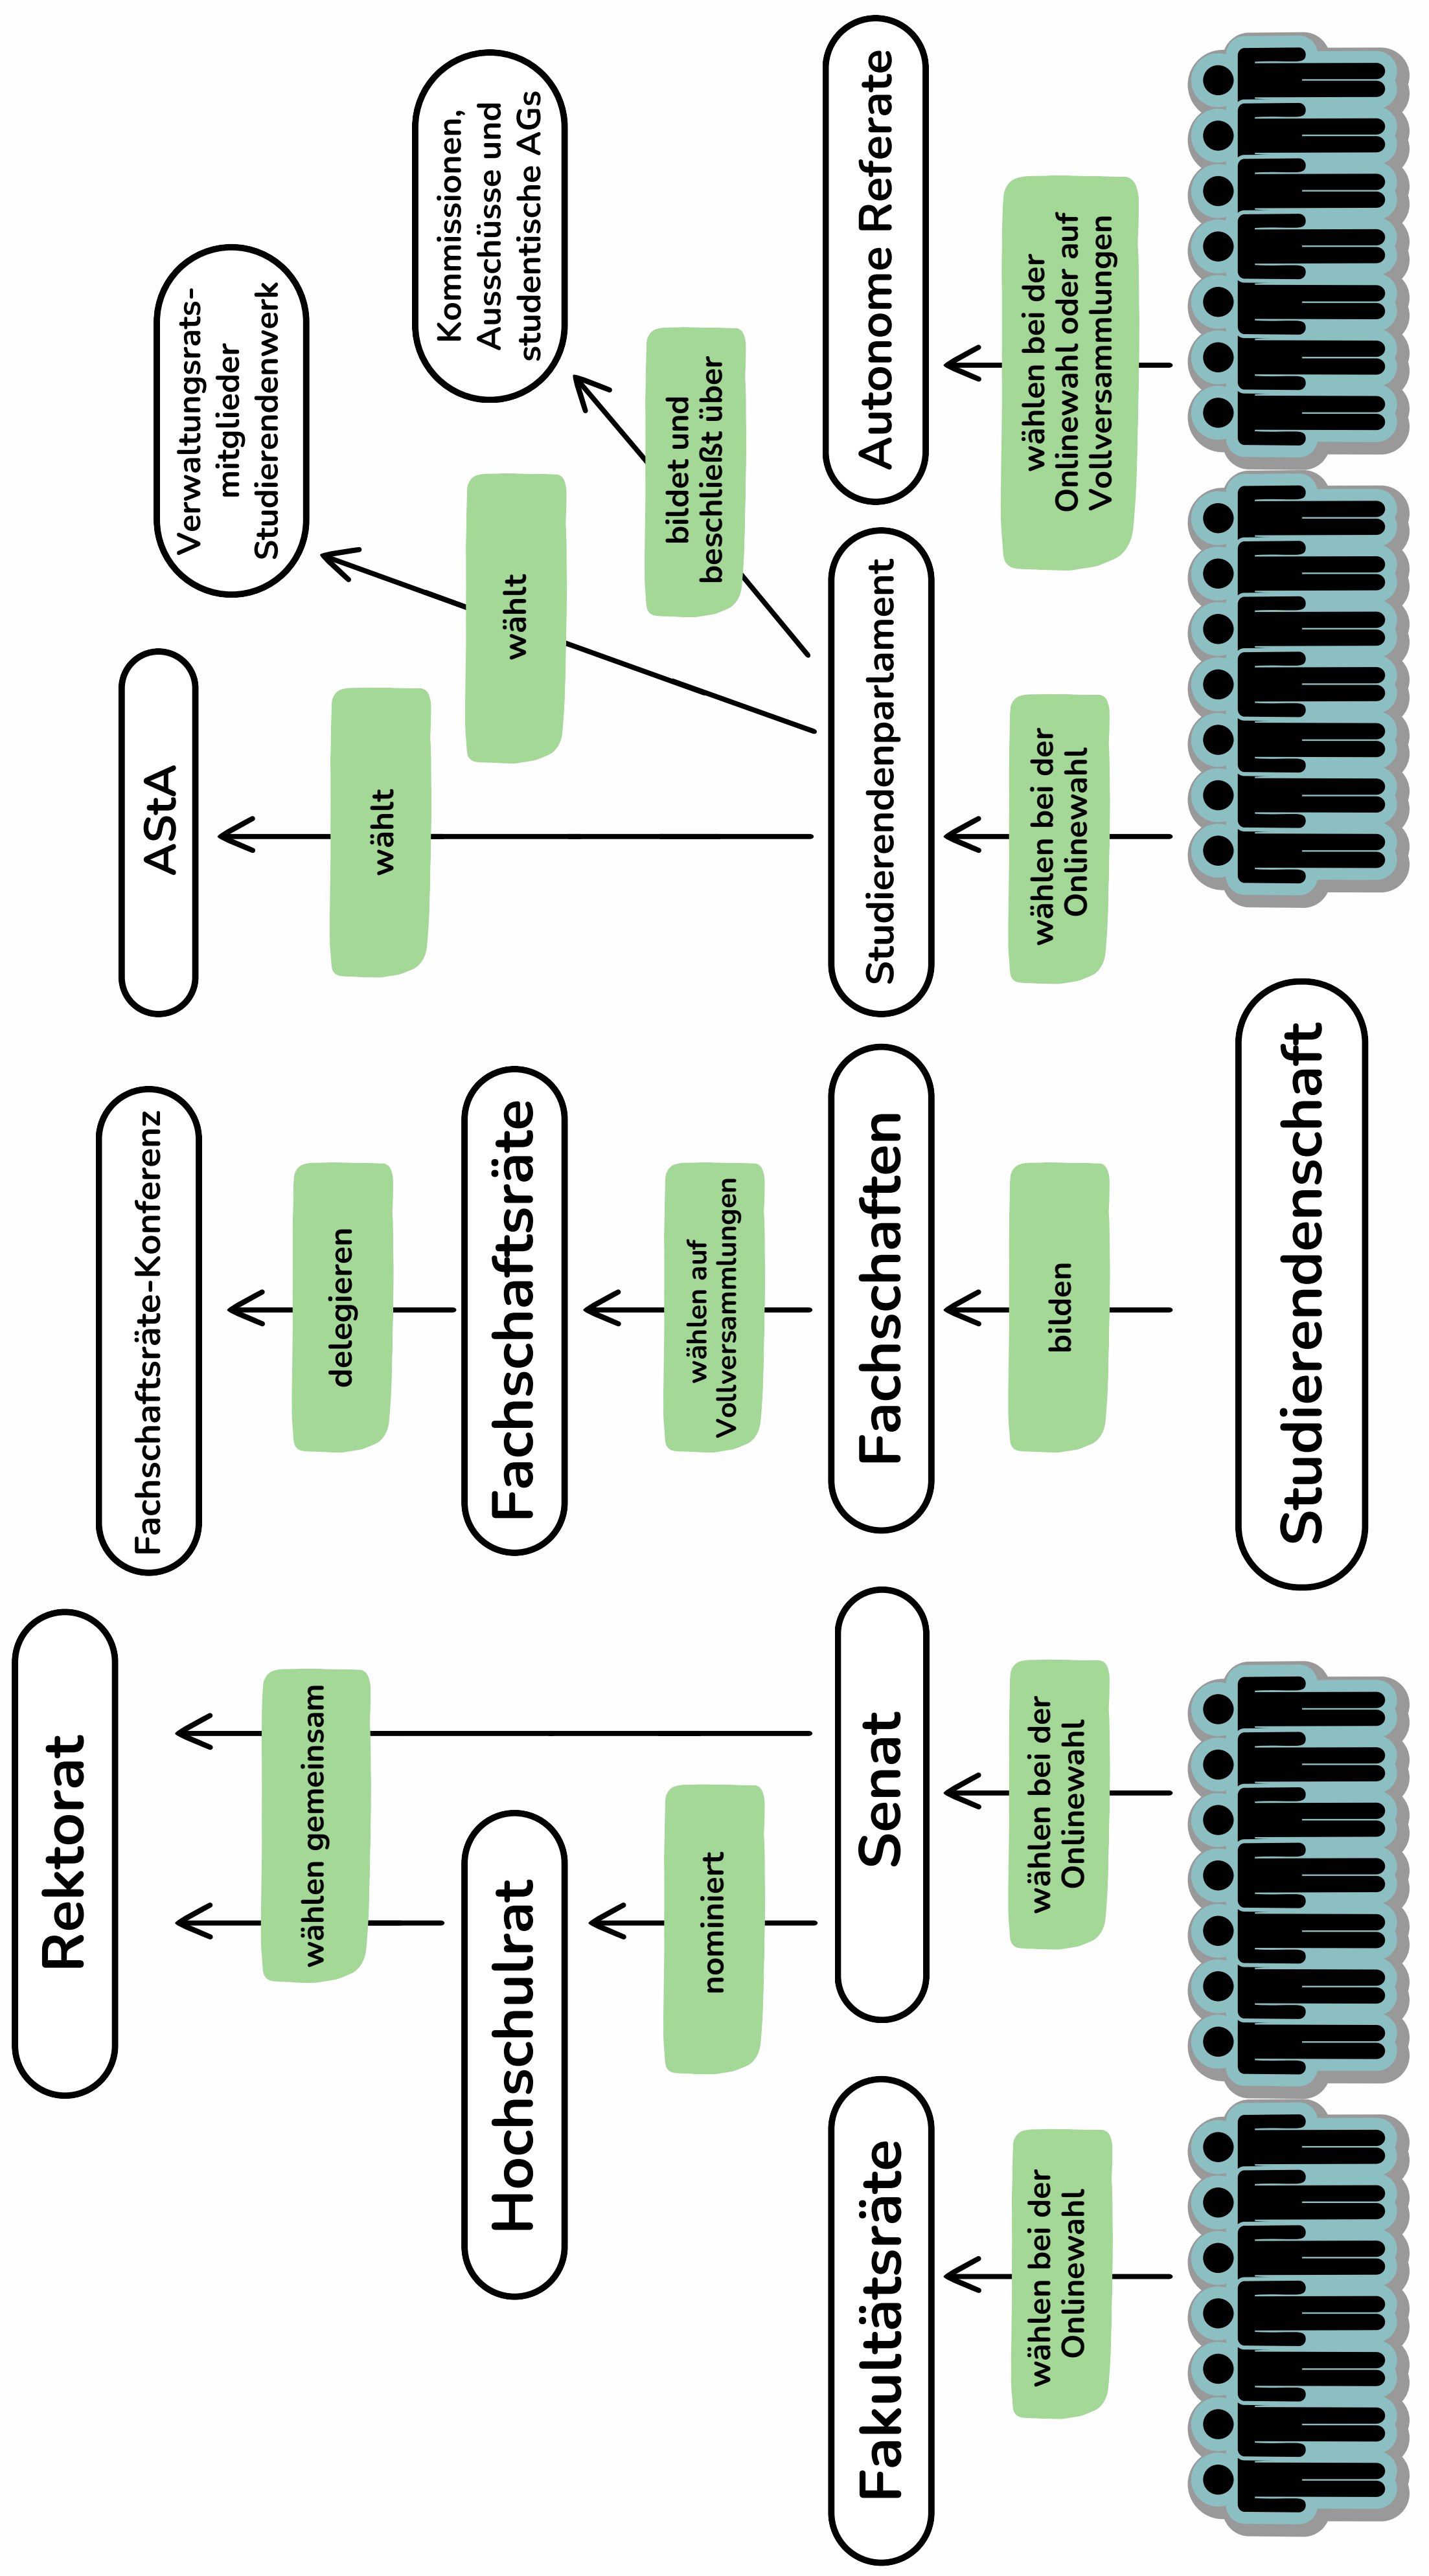 Rektorat
Fachschaftsräte-Konferenz
AStA
Verwaltungsrats-
mitglieder
Studierendenwerk
Kommissionen,
Ausschüsse und
studentische AGs
wählen gemeinsam
delegieren
wählt
wählt
bildet und
beschließt über
Hochschulrat
Fachschaftsräte
nominiert
wählen auf
Vollversammlungen
Fakultätsräte
Senat
Fachschaften
Studierendenparlament
Autonome Referate
wählen bei der
Onlinewahl
wählen bei der
Onlinewahl
bilden
wählen bei der
Onlinewahl
wählen bei der
Onlinewahl oder auf
Vollversammlungen
Studierendenschaft